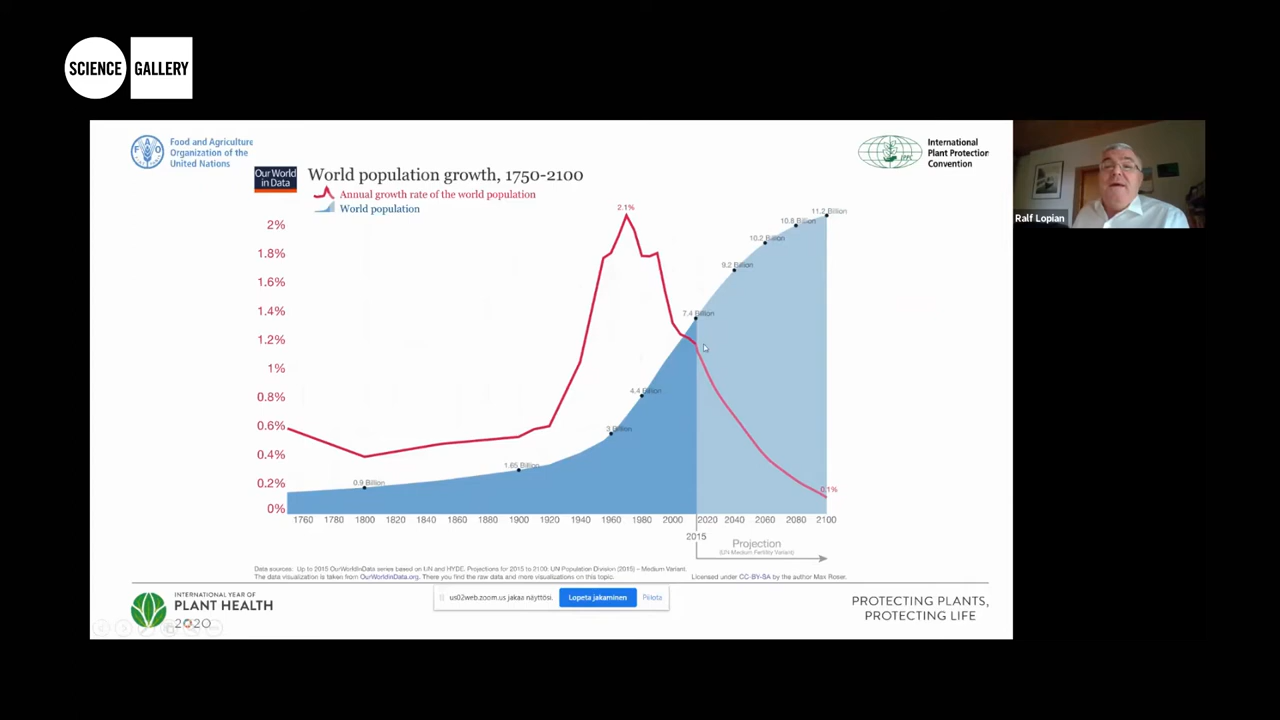 SCIENCE GALLERY
FAO
Food and Agriculture
Organization of the
United Nations
Our World
in Data
World population growth, 1750-2100
Annual growth rate of the world population
World population
International
Plant Protection
Convention
Ralf Lopian
2.1%
2%
1.8%
1.6%
1.4%
1.2%
1%
0.8%
0.6%
0.4%
0.2%
0%
0.9 Billion
1.65 Billion
3 Billion
4.4 Billion
7.4 Billion
9.2 Billion
10.2 Billion
10.8 Billion
11.2 Billion
0.1%
1760 1780 1800 1820 1840 1860 1880 1900 1920 1940 1960 1980 2000 2020 2040 2060 2080 2100
2015
Projection
(UN Medium Fertility Variant)
Data sources: Up to 2015 OurWorldInData series based on UN and HYDE. Projections for 2015 to 2100: UN Population Division (2015) – Medium Variant.
The data visualization is taken from OurWorldinData.org. There you find the raw data and more visualizations on this topic.
Licensed under CC-BY-SA by the author Max Roser.
INTERNATIONAL YEAR OF
PLANT HEALTH
2020
us02web.zoom.us jakaa näyttösi.
Lopeta jakaminen
Piilota
PROTECTING PLANTS,
PROTECTING LIFE